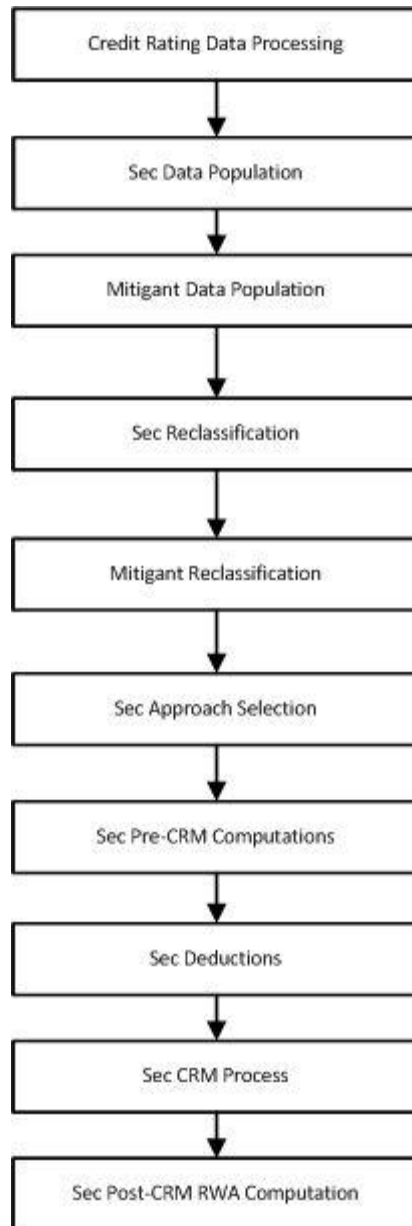 Credit Rating Data Processing
Sec Data Population
Mitigant Data Population
Sec Reclassification
Mitigant Reclassification
Sec Approach Selection
Sec Pre-CRM Computations
Sec Deductions
Sec CRM Process
Sec Post-CRM RWA Computation